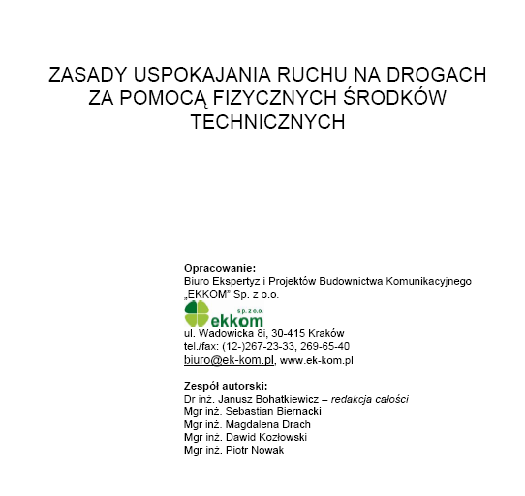 ZASADY USPOKAJANIA RUCHU NA DROGACH
ZA POMOCĄ FIZYCZNYCH ŚRODKÓW
TECHNICZNYCH
Opracowanie:
Biuro Ekspertyz i Projektów Budownictwa Komunikacyjnego
„EKKOM” Sp. z o.o.
sp. z o.o.
ekkom
ul. Wadowicka 8i, 30-415 Kraków
tel./fax: (12-)267-23-33, 269-65-40
biuro@ek-kom.pl, www.ek-kom.pl
Zespół autorski:
Dr inż. Janusz Bohatkiewicz – redakcja całości
Mgr inż. Sebastian Biernacki
Mgr inż. Magdalena Drach
Mgr inż. Dawid Kozłowski
Mgr inż. Piotr Nowak